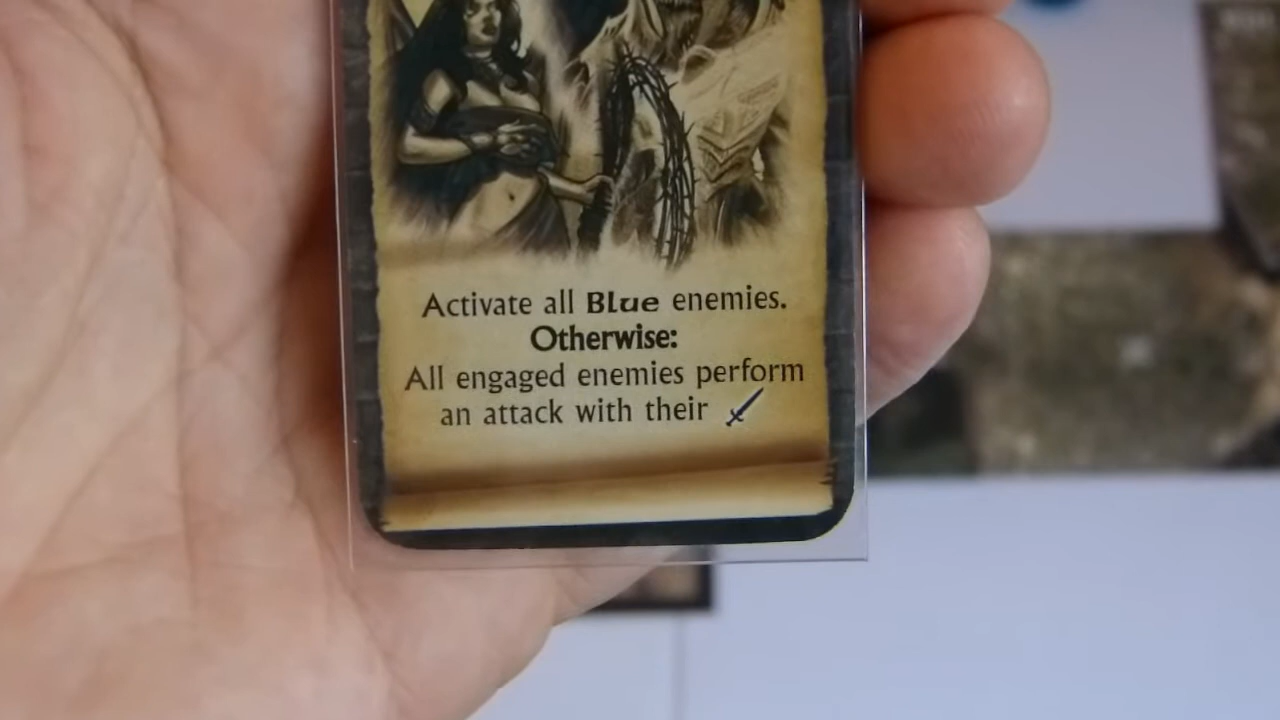 Activate all Blue enemies.
Otherwise:
All engaged enemies perform
an attack with their